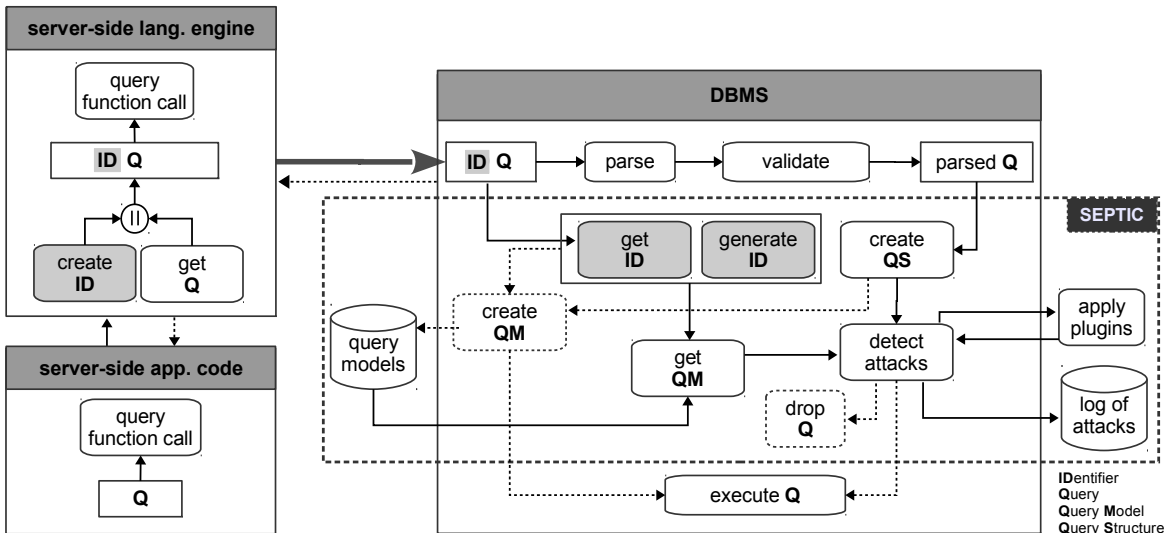 server-side lang. engine
query
function call
ID Q
||
create
ID
get
Q
server-side app. code
query
function call
Q
DBMS
ID Q
parse
validate
parsed Q
SEPTIC
get
ID
generate
ID
create
QS
create
QM
query
models
get
QM
detect
attacks
apply
plugins
drop
Q
log of
attacks
execute Q
IDentifier
Query
Query Model
Query Structure